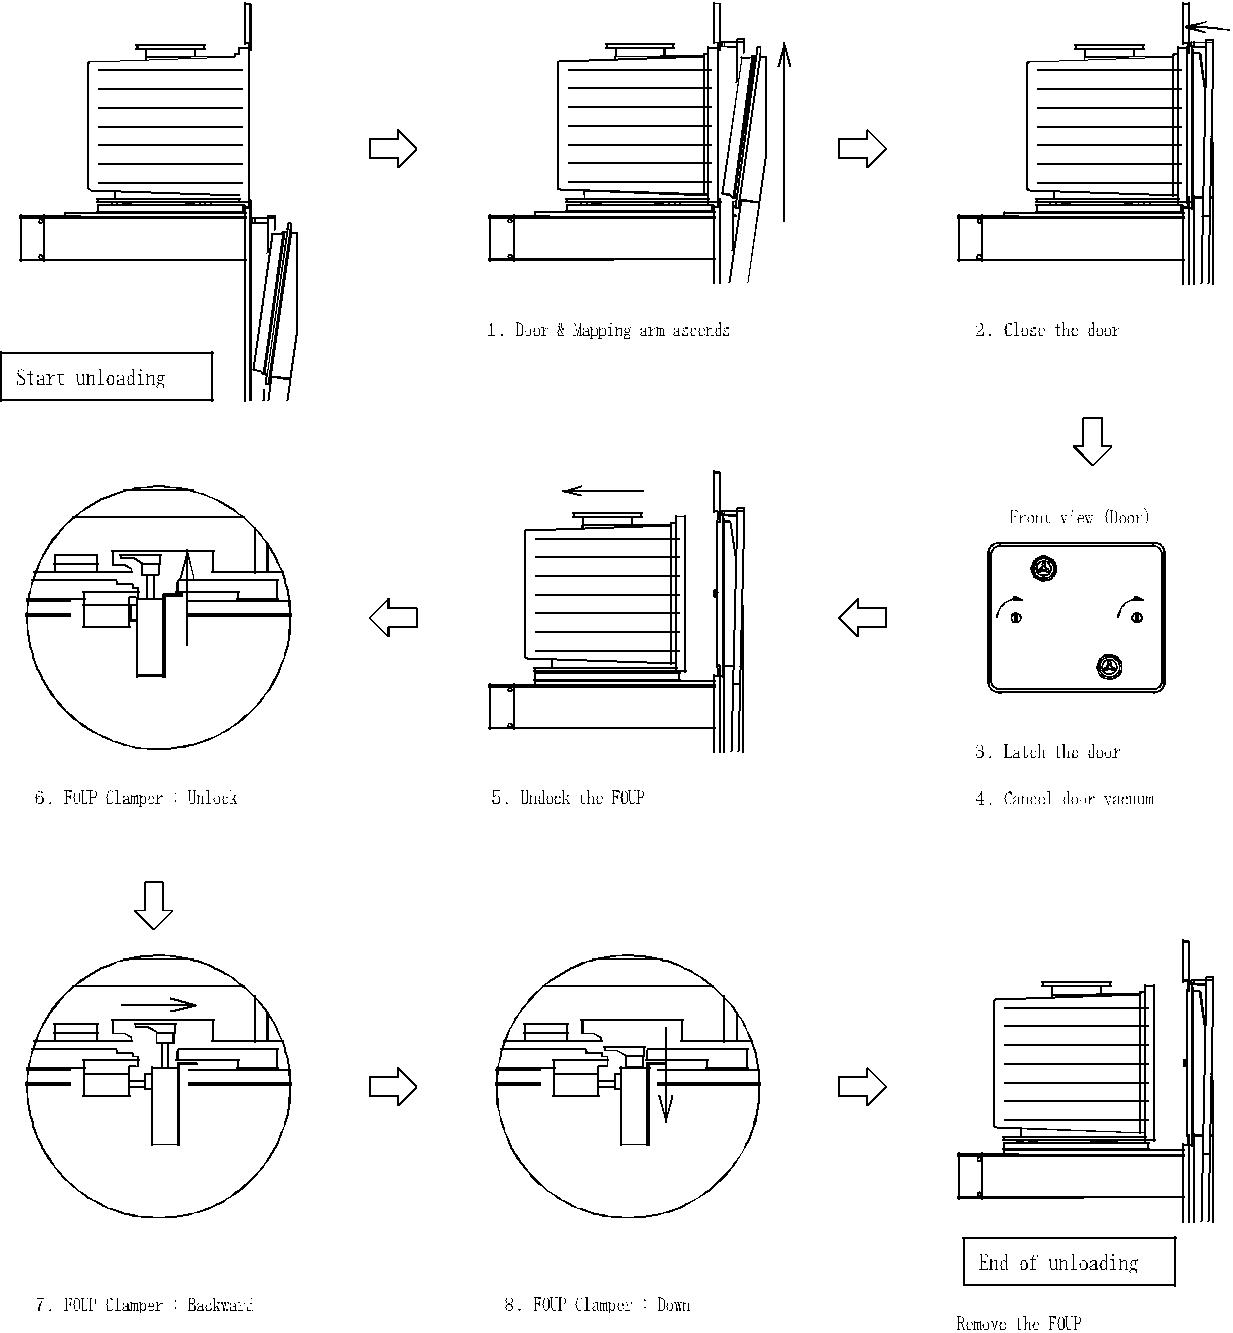 1. Door & Mapping arm ascends
2. Close the door
Start unloading
Front view (Door)
3. Latch the door
4. Cancel door vacuum
5. Undock the FOUP
6. FOUP Clamper : Unlock
7. FOUP Clamper : Backward
8. FOUP Clamper : Down
End of unloading
Remove the FOUP